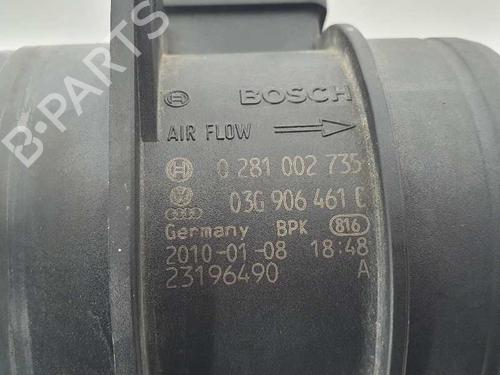 BOSCH
AIR FLOW
0 281 002 735
03G 906 461 C
Germany BPK 816
2010-01-08 18:48
23196490 A
B-Parts